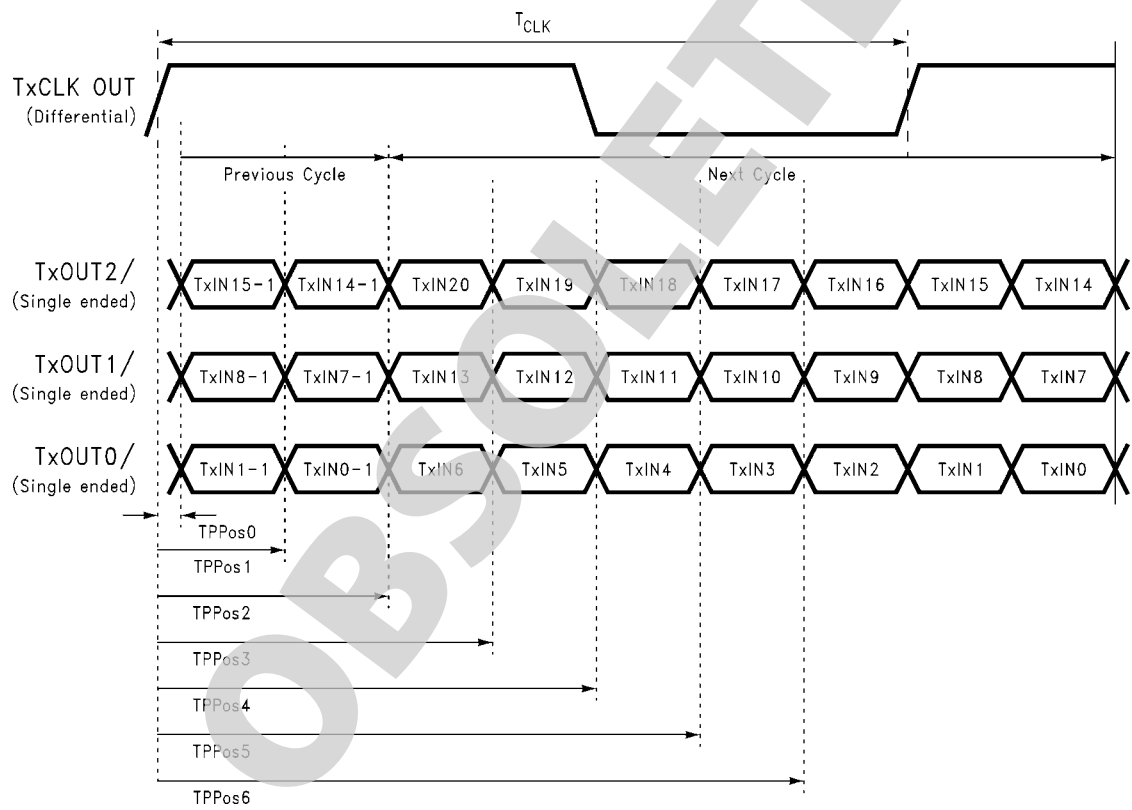 TCLK
TxCLK OUT
(Differential)
Previous Cycle
Next Cycle
TxOUT2/
(Single ended)
TxIN15-1 TxIN14-1 TxIN20 TxIN19 TxIN18 TxIN17 TxIN16 TxIN15 TxIN14
TxOUT1/
(Single ended)
TxIN8-1 TxIN7-1 TxIN13 TxIN12 TxIN11 TxIN10 TxIN9 TxIN8 TxIN7
TxOUT0/
(Single ended)
TxIN1-1 TxIN0-1 TxIN6 TxIN5 TxIN4 TxIN3 TxIN2 TxIN1 TxIN0
TPPos0
TPPos1
TPPos2
TPPos3
TPPos4
TPPos5
TPPos6
OBSOLETE